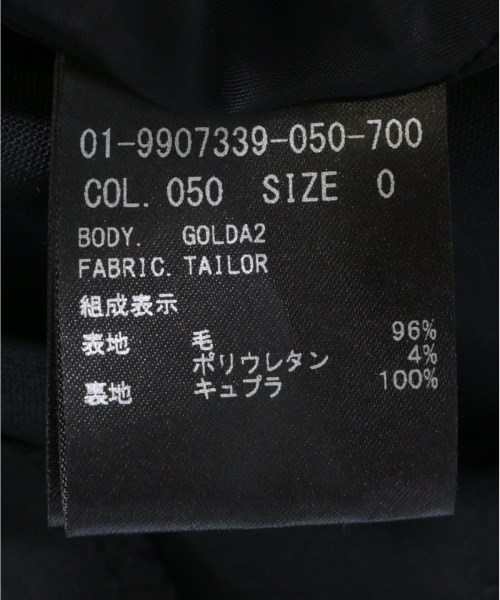 01-9907339-050-700
COL. 050 SIZE 0
BODY. GOLDA2
FABRIC. TAILOR
組成表示
表地 毛 96%
ポリウレタン 4%
裏地 キュプラ 100%